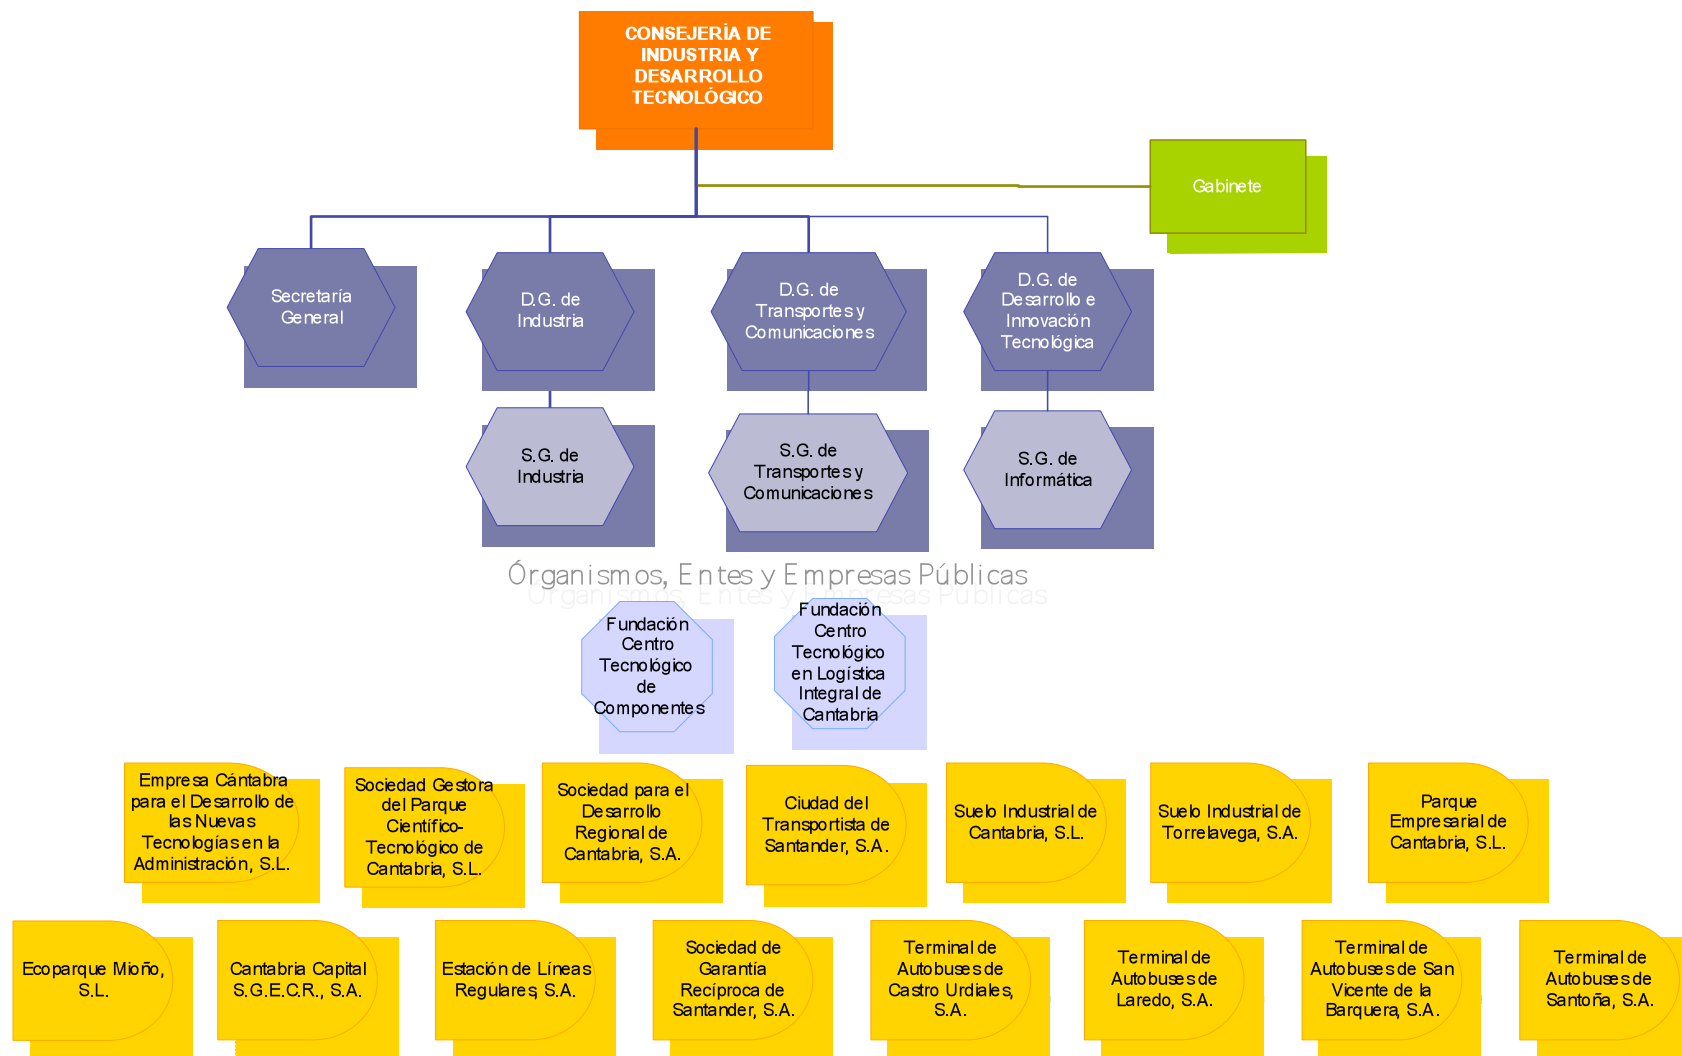 CONSEJERÍA DE
INDUSTRIA Y
DESARROLLO
TECNOLÓGICO
Gabinete
Secretaría
General
D.G. de
Industria
D.G. de
Transportes y
Comunicaciones
D.G. de
Desarrollo e
Innovación
Tecnológica
S.G. de
Industria
S.G. de
Transportes y
Comunicaciones
S.G. de
Informática
Órganismos, Entes y Empresas Públicas
Fundación
Centro
Tecnológico
de
Componentes
Fundación
Centro
Tecnológico
en Logística
Integral de
Cantabria
Empresa Cántabra
para el Desarrollo de
las Nuevas
Tecnologías en la
Administración, S.L.
Sociedad Gestora
del Parque
Científico-
Tecnológico de
Cantabria, S.L.
Sociedad para el
Desarrollo
Regional de
Cantabria, S.A.
Ciudad del
Transportista de
Santander, S.A.
Suelo Industrial de
Cantabria, S.L.
Suelo Industrial de
Torrelavega, S.A.
Parque
Empresarial de
Cantabria, S.L.
Ecoparque Mioño,
S.L.
Cantabria Capital
S.G.E.C.R., S.A.
Estación de Líneas
Regulares, S.A.
Sociedad de
Garantía
Recíproca de
Santander, S.A.
Terminal de
Autobuses de
Castro Urdiales,
S.A.
Terminal de
Autobuses de
Laredo, S.A.
Terminal de
Autobuses de San
Vicente de la
Barquera, S.A.
Terminal de
Autobuses de
Santoña, S.A.